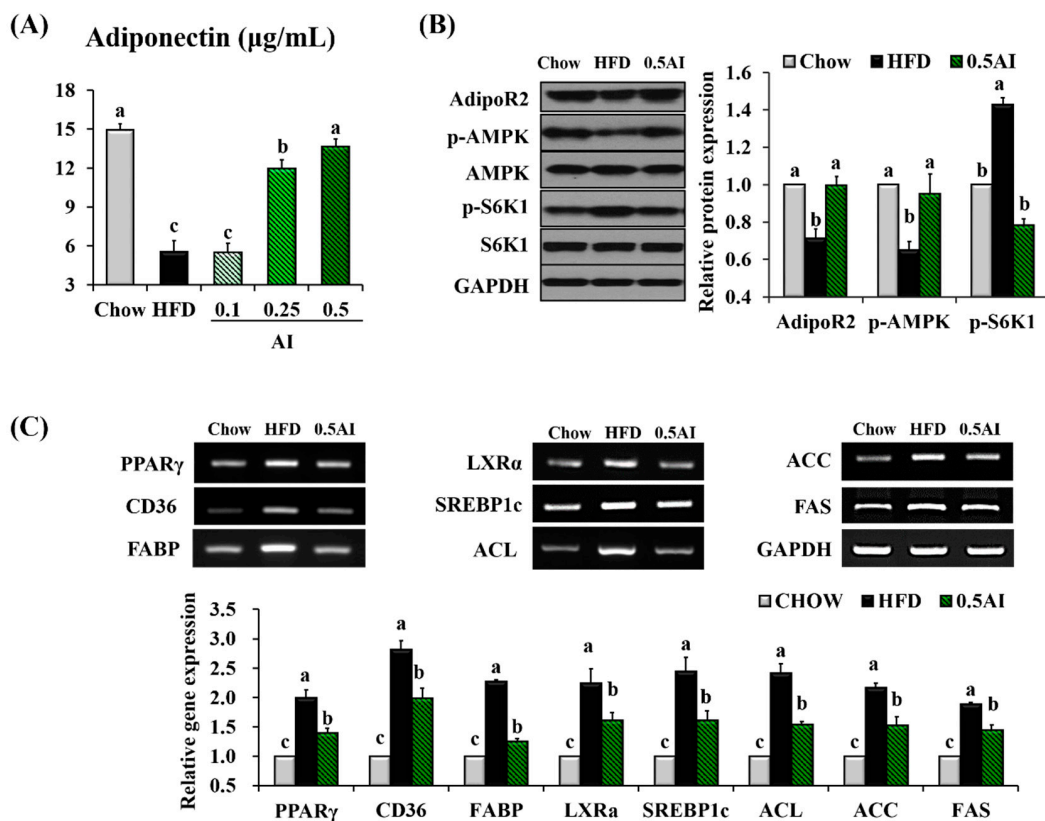 (A)
Adiponectin (µg/mL)
18
15
12
9
6
3
a
c
c
b
a
Chow HFD 0.1 0.25 0.5
AI
(B)
Chow HFD 0.5AI
AdipoR2
p-AMPK
AMPK
p-S6K1
S6K1
GAPDH
Chow HFD 0.5AI
Relative protein expression
1.6
1.4
1.2
1.0
0.8
0.6
0.4
a b a
a b a
b a b
AdipoR2 p-AMPK p-S6K1
(C)
Chow HFD 0.5AI
PPARγ
CD36
FABP
Chow HFD 0.5AI
LXRα
SREBP1c
ACL
Chow HFD 0.5AI
ACC
FAS
GAPDH
CHOW HFD 0.5AI
Relative gene expression
3.5
3.0
2.5
2.0
1.5
1.0
0.5
c a b
c a b
c a b
c a b
c a b
c a b
c a b
c a b
PPARγ CD36 FABP LXRa SREBP1c ACL ACC FAS